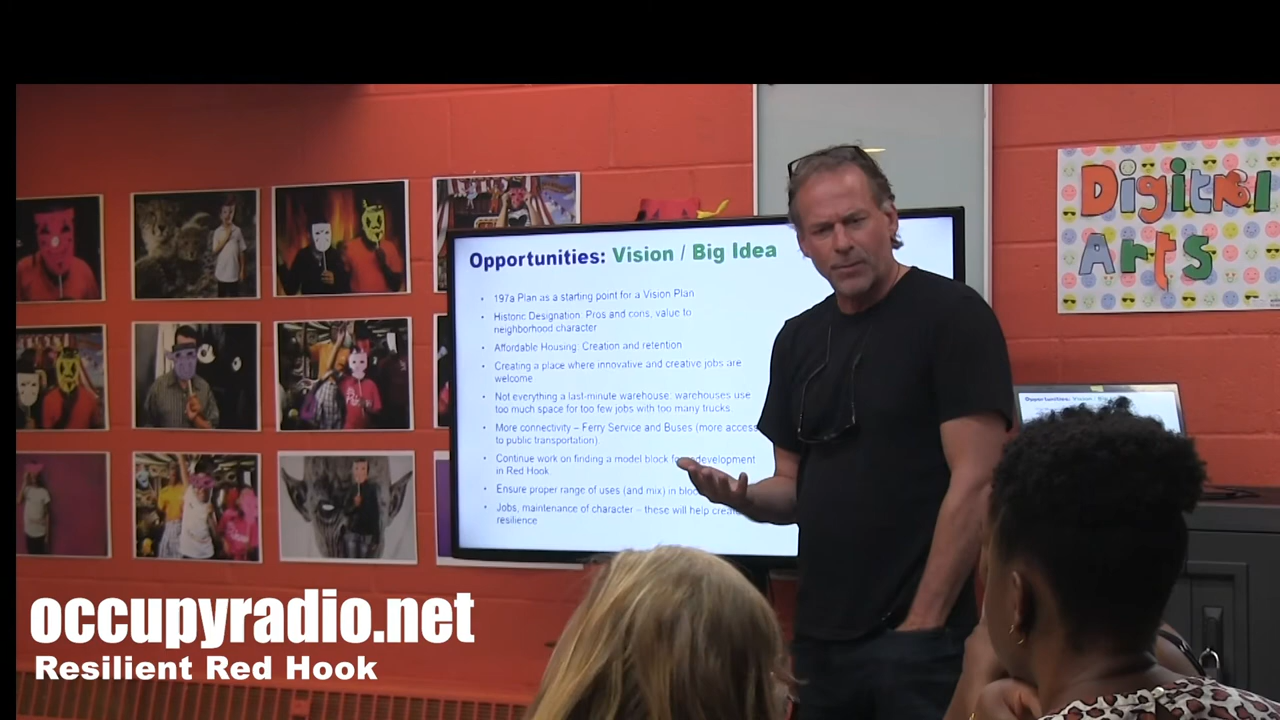 Opportunities: Vision / Big Idea
• 197a Plan as a starting point for a Vision Plan
• Historic Designation: Pros and cons, value to
neighborhood character
• Affordable Housing: Creation and retention
• Creating a place where innovative and creative jobs are
welcome
• Not everything a last-minute warehouse: warehouses use
too much space for too few jobs with too many trucks.
• More connectivity – Ferry Service and Buses (more access
to public transportation).
• Continue work on finding a model block development
in Red Hook
• Ensure proper range of uses (and mix) in
• Jobs, maintenance of character – these will help
resilience
Digital
Arts
Opportunities: Vision /
occupyradio.net
Resilient Red Hook